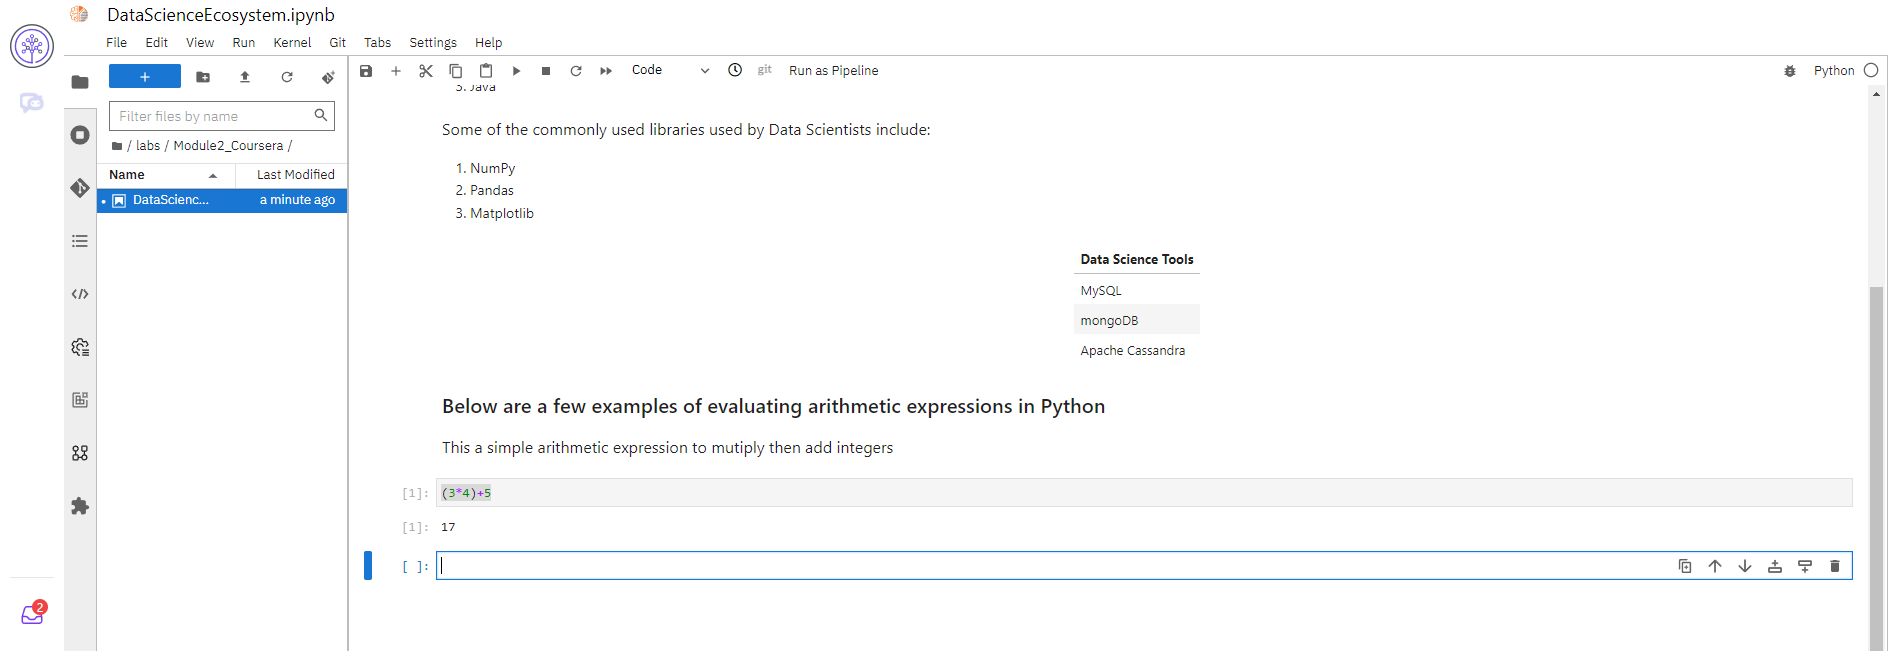 DataScienceEcosystem.ipynb
File Edit View Run Kernel Git Tabs Settings Help
+
Filter files by name
/ labs / Module2_Coursera /
Name Last Modified
DataScienc... a minute ago
Code git Run as Pipeline Python
3. Java
Some of the commonly used libraries used by Data Scientists include:
1. NumPy
2. Pandas
3. Matplotlib
Data Science Tools
MySQL
mongoDB
Apache Cassandra
Below are a few examples of evaluating arithmetic expressions in Python
This a simple arithmetic expression to mutiply then add integers
[1]: (3*4)+5
[1]: 17
[ ]:
2